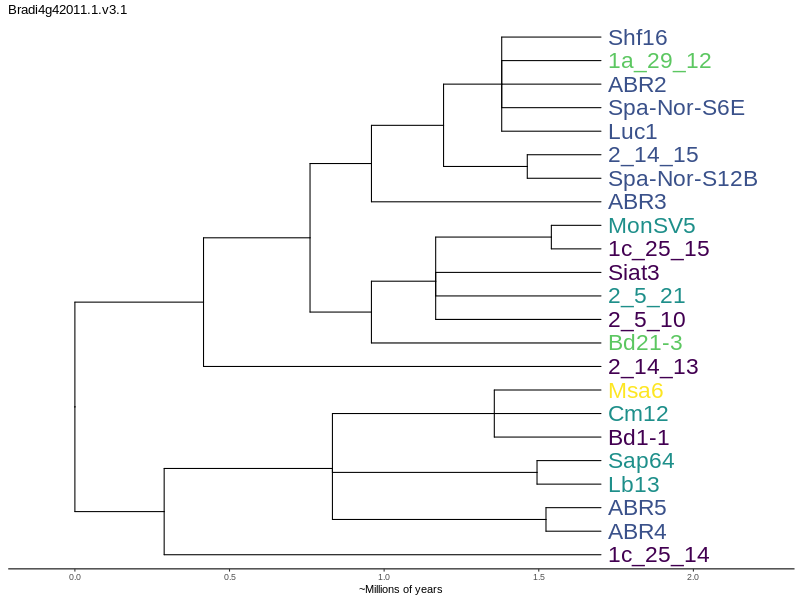 Bradi4g42011.1.v3.1
Shf16
1a_29_12
ABR2
Spa-Nor-S6E
Luc1
2_14_15
Spa-Nor-S12B
ABR3
MonSV5
1c_25_15
Siat3
2_5_21
2_5_10
Bd21-3
2_14_13
Msa6
Cm12
Bd1-1
Sap64
Lb13
ABR5
ABR4
1c_25_14
0.0 0.5 1.0 1.5 2.0
~Millions of years